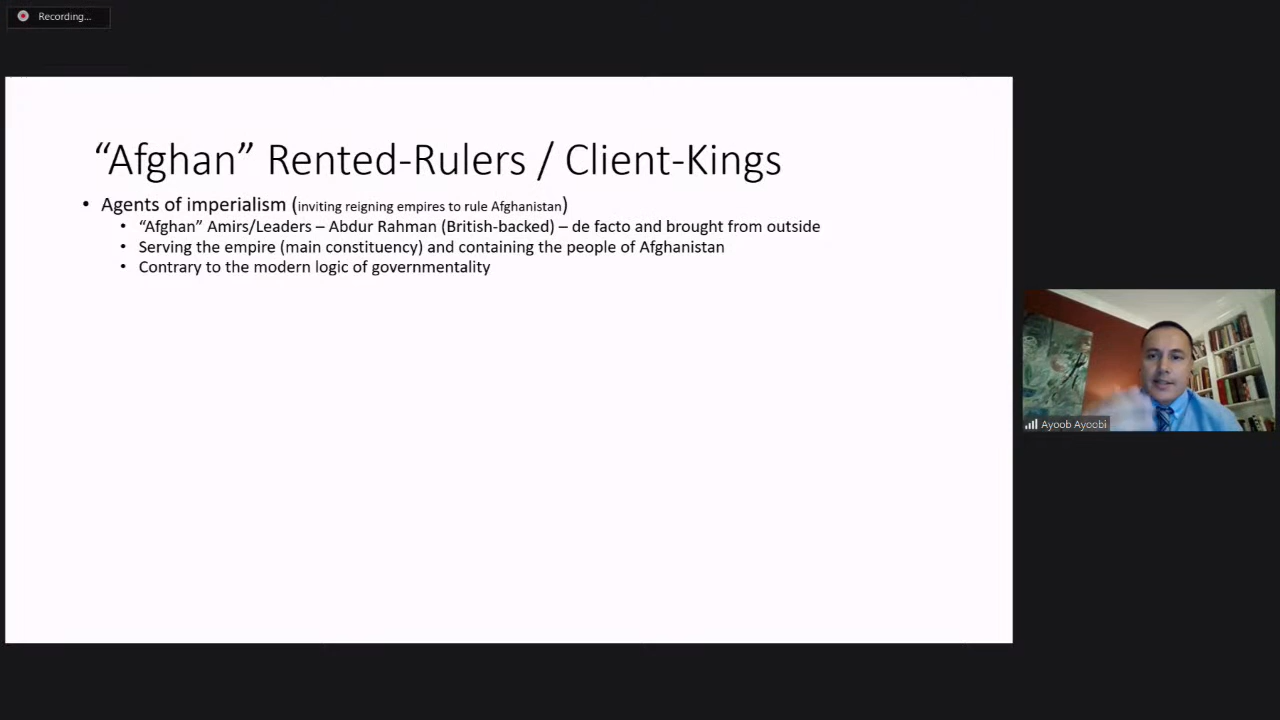 Recording...
“Afghan” Rented-Rulers / Client-Kings
• Agents of imperialism (inviting reigning empires to rule Afghanistan)
• “Afghan” Amirs/Leaders – Abdur Rahman (British-backed) – de facto and brought from outside
• Serving the empire (main constituency) and containing the people of Afghanistan
• Contrary to the modern logic of governmentality
Ayoob Ayoobi